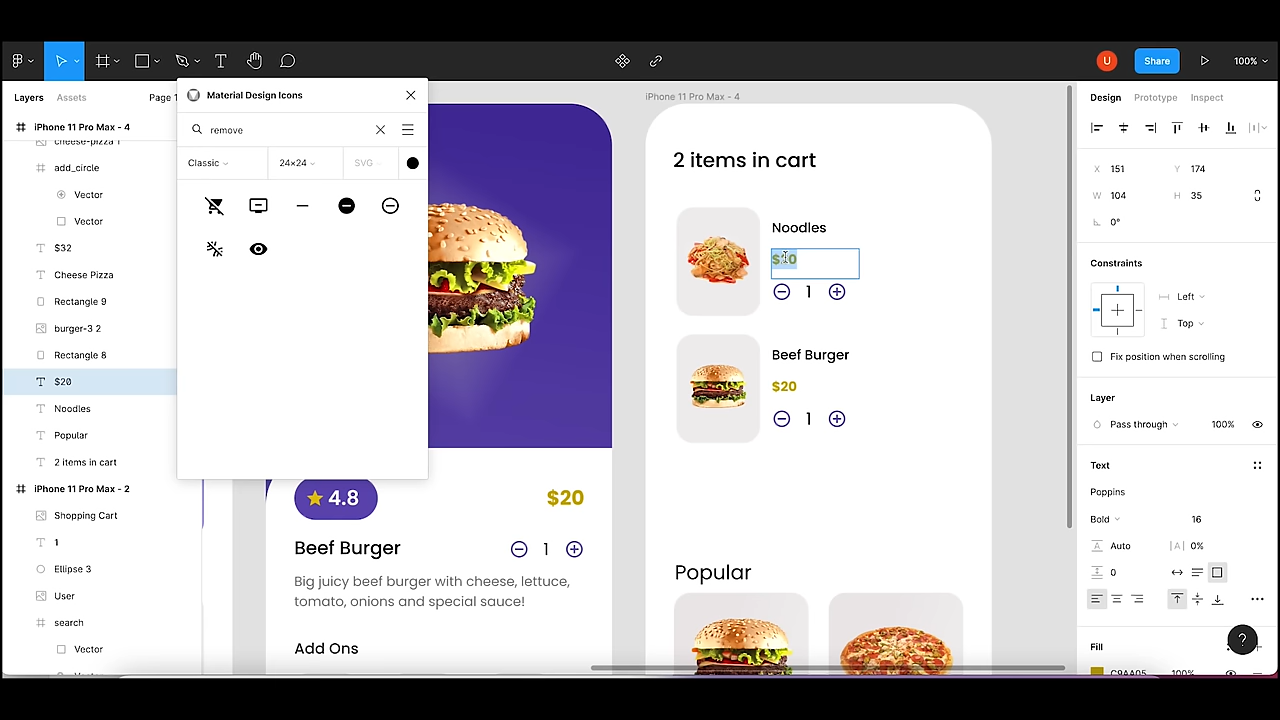 Share
100%
Layers
Assets
Page 1
iPhone 11 Pro Max - 4
cheese-pizza 1
add_circle
Vector
Vector
$32
Cheese Pizza
Rectangle 9
burger-3 2
Rectangle 8
$20
Noodles
Popular
2 items in cart
iPhone 11 Pro Max - 2
Shopping Cart
1
Ellipse 3
User
search
Vector
Material Design Icons
remove
Classic
24×24
SVG
4.8
$20
Beef Burger
1
Big juicy beef burger with cheese, lettuce,
tomato, onions and special sauce!
Add Ons
iPhone 11 Pro Max - 4
2 items in cart
Noodles
1
Beef Burger
$20
1
Popular
U
Design
Prototype
Inspect
X 151
Y 174
W 104
H 35
0°
Constraints
Left
Top
Fix position when scrolling
Layer
Pass through
100%
Text
Poppins
Bold
16
Auto
|A| 0%
0
Fill
C9AA05
100%
?